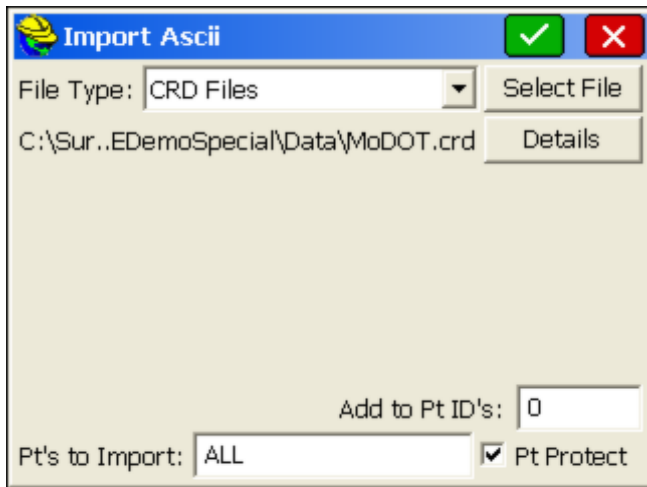 Import Ascii
File Type: CRD Files Select File
C:\Sur..EDemoSpecial\Data\MoDOT.crd Details
Add to Pt ID's: 0
Pt's to Import: ALL Pt Protect